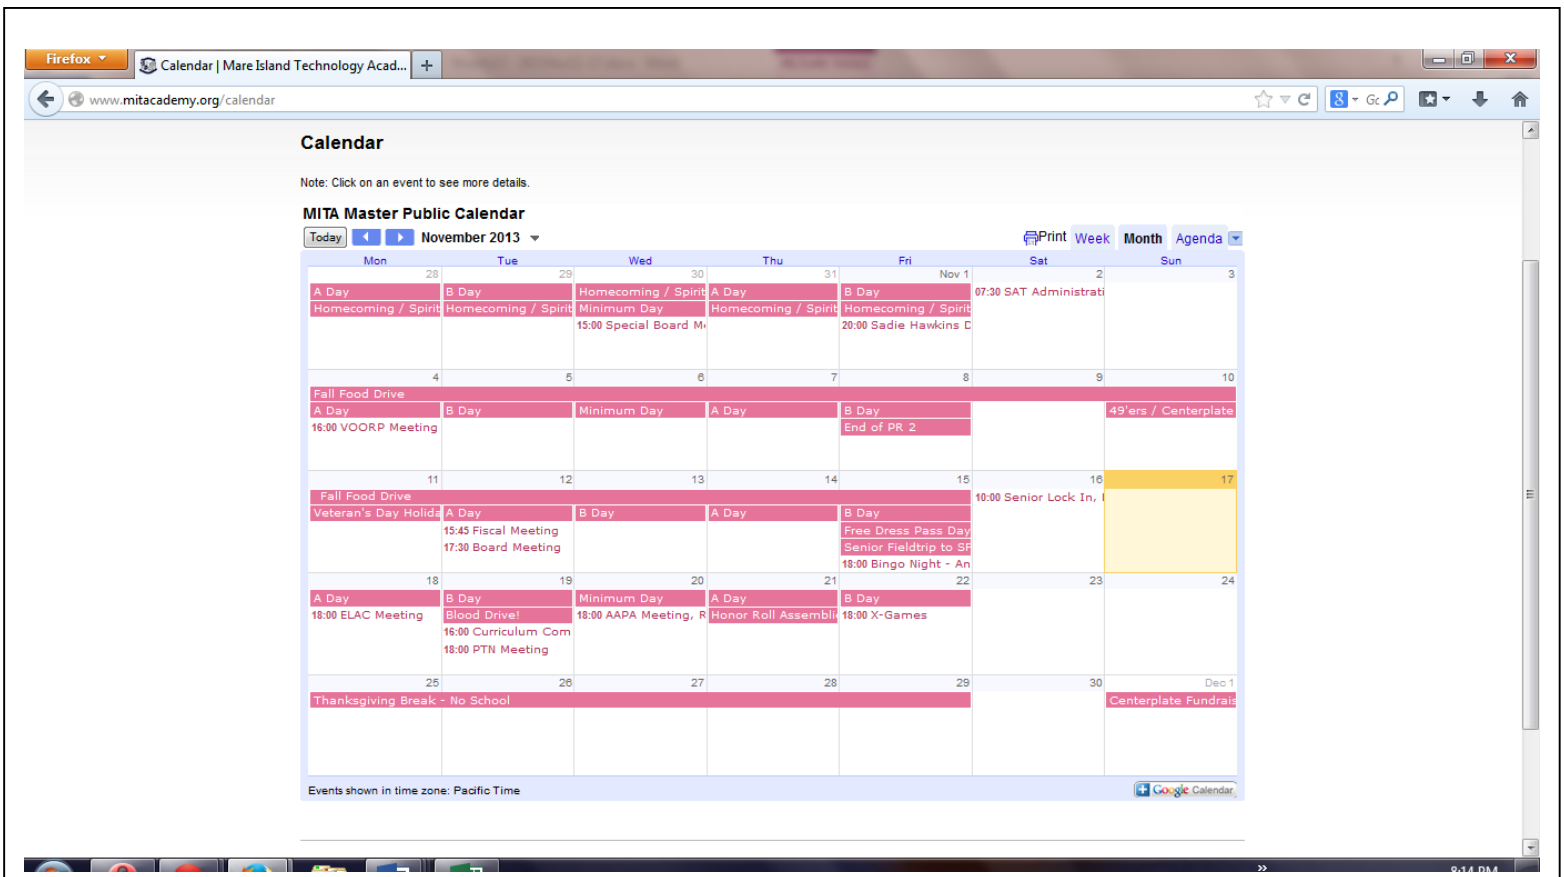 Firefox
Calendar | Mare Island Technology Acad...
www.mitacademy.org/calendar
Calendar
Note: Click on an event to see more details.
MITA Master Public Calendar
Today November 2013 Print Week Month Agenda
Mon Tue Wed Thu Fri Sat Sun
28 29 30 31 Nov 1 2 3
A Day B Day Homecoming / Spirit A Day B Day 07:30 SAT Administrati
Homecoming / Spirit Homecoming / Spirit Minimum Day Homecoming / Spirit Homecoming / Spirit
15:00 Special Board 20:00 Sadie Hawkins
4 5 6 7 8 9 10
Fall Food Drive
A Day B Day Minimum Day A Day B Day 49'ers / Centerplate
16:00 VOORP Meeting End of PR 2
11 12 13 14 15 16 17
Fall Food Drive 10:00 Senior Lock In,
Veteran's Day Holida A Day B Day A Day B Day
15:45 Fiscal Meeting Free Dress Pass Day
17:30 Board Meeting Senior Fieldtrip to SF
18:00 Bingo Night - An
18 19 20 21 22 23 24
A Day B Day Minimum Day A Day B Day
18:00 ELAC Meeting Blood Drive! 18:00 AAPA Meeting, R Honor Roll Assemblie 18:00 X-Games
16:00 Curriculum Com
18:00 PTN Meeting
25 26 27 28 29 30 Dec 1
Thanksgiving Break - No School Centerplate Fundrais
Events shown in time zone: Pacific Time Google Calendar
8:14 PM